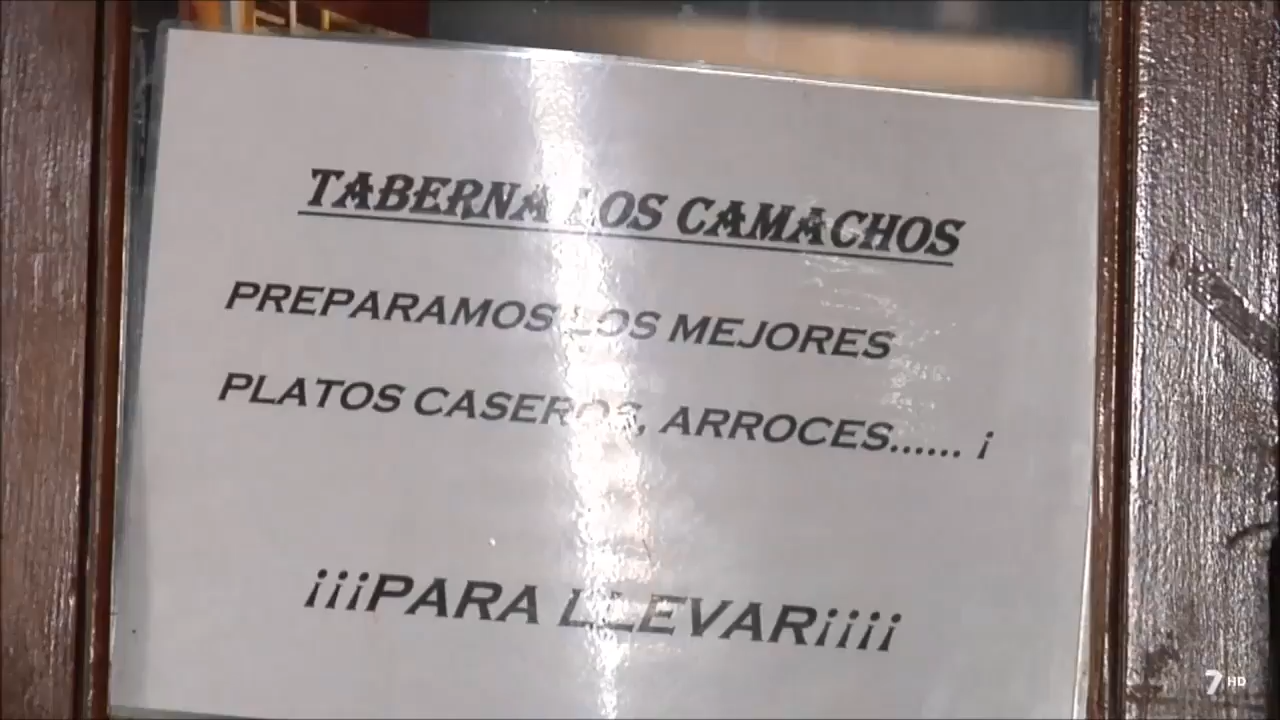 TABERNA LOS CAMACHOS
PREPARAMOS LOS MEJORES
PLATOS CASEROS, ARROCES...... ¡
¡¡¡PARA LLEVAR¡¡¡¡
7 HD